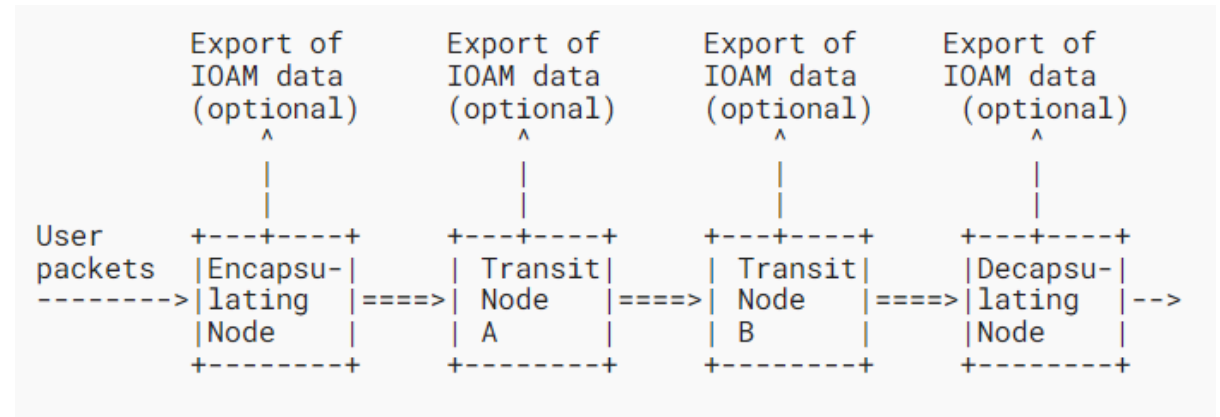 Export of Export of Export of Export of
IOAM data IOAM data IOAM data IOAM data
(optional) (optional) (optional) (optional)
User
packets |Encapsu-| | Transit| | Transit| |Decapsu-|
-------->|lating |====>| Node |====>| Node |====>|lating |-->
|Node | | A | | B | |Node |